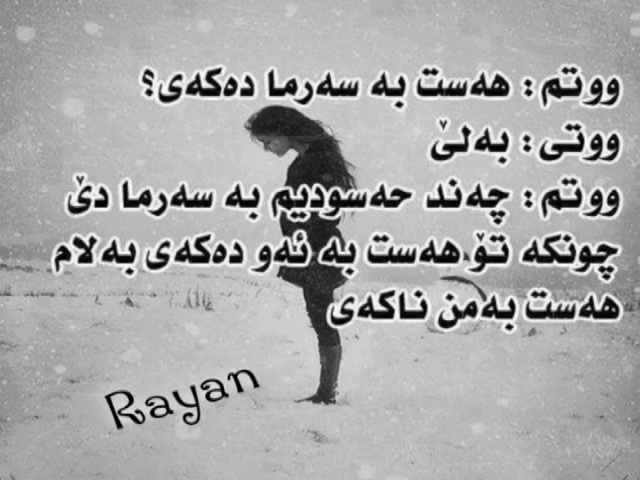 ووتم : هەست بە سەرما دەکەی؟
ووتی : بەلێ
ووتم : چەند حەسودیم بە سەرما دێ
چونکە تۆ هەست بە ئەو دەکەی بەلام
هەست بەمن ناکەی
Rayan